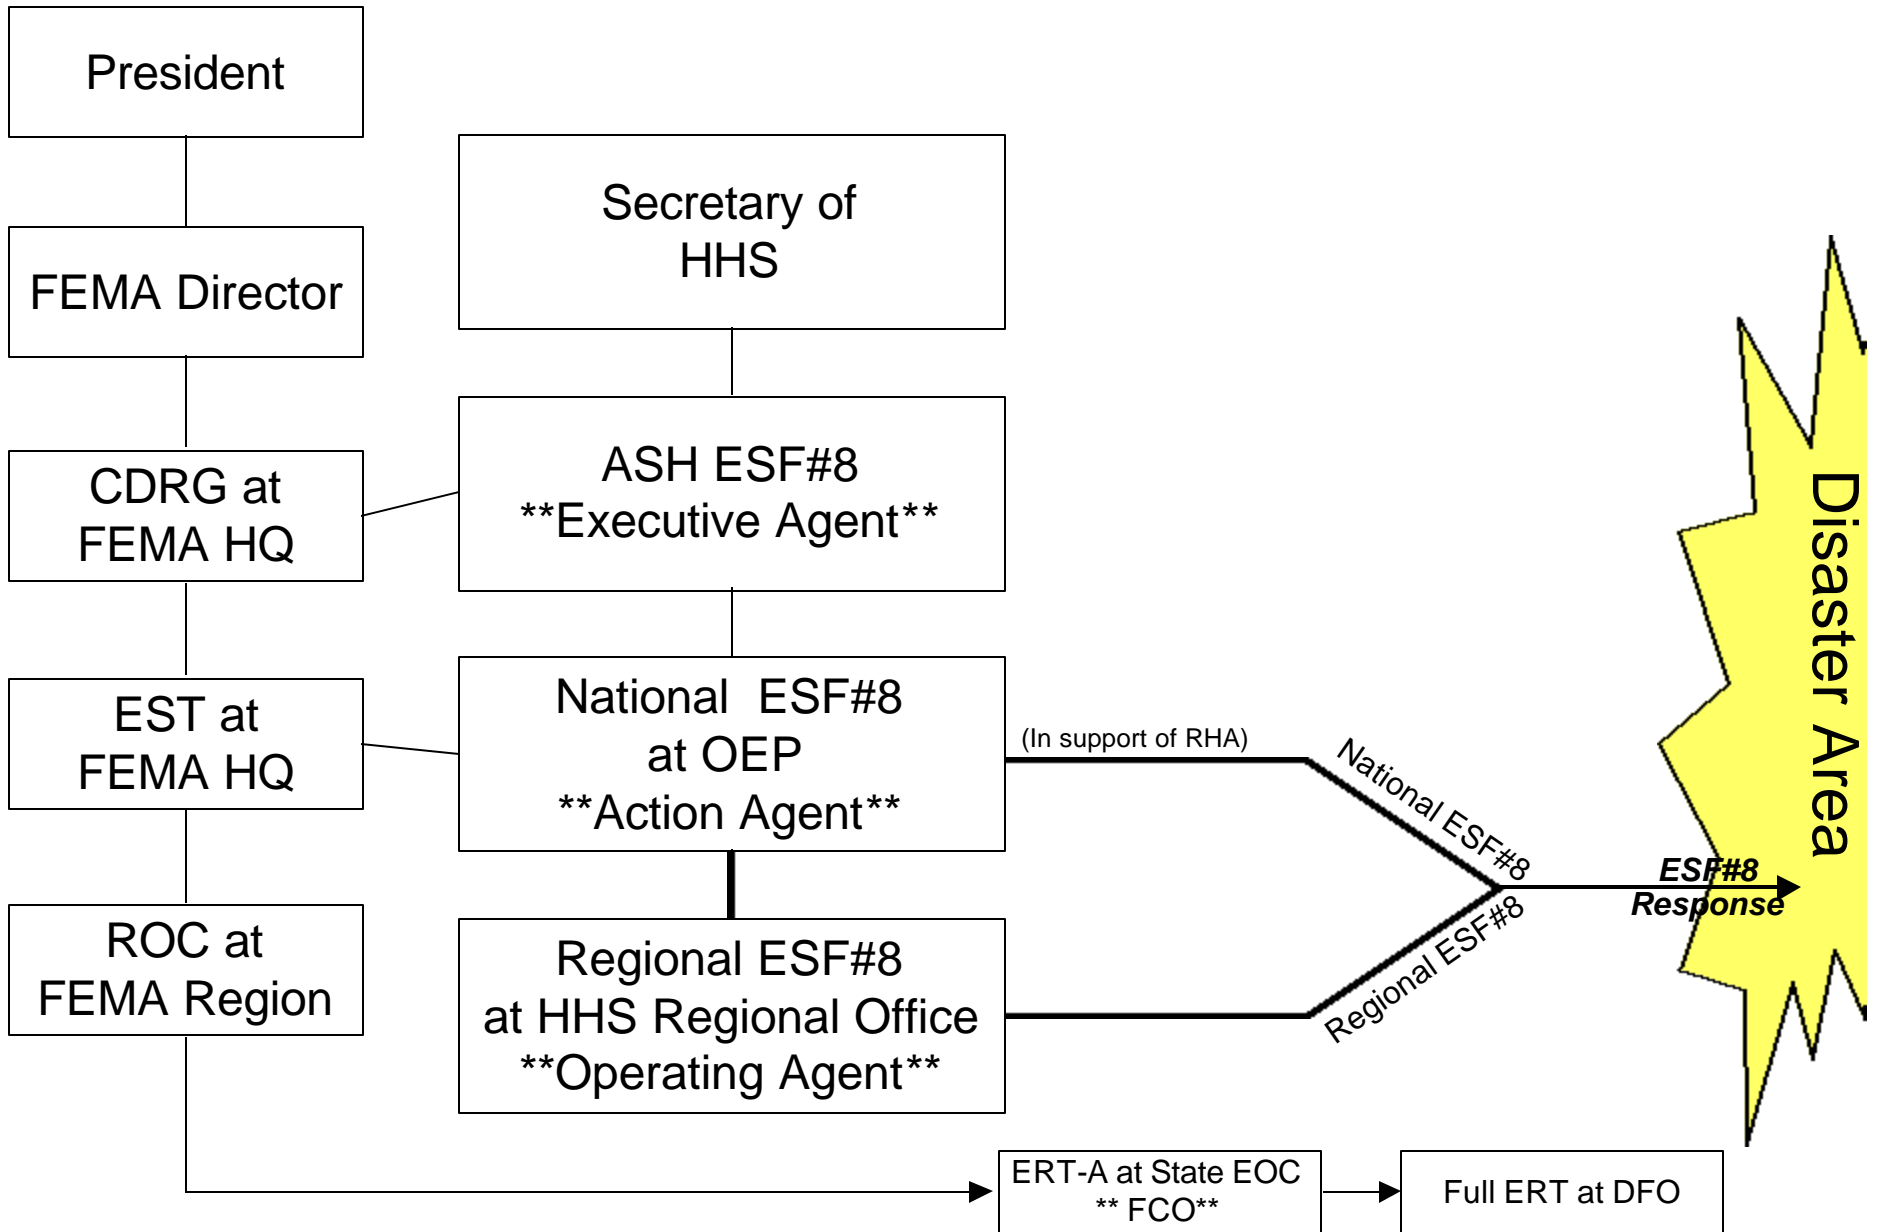 President
FEMA Director
CDRG at
FEMA HQ
EST at
FEMA HQ
ROC at
FEMA Region
Secretary of
HHS
ASH ESF#8
**Executive Agent**
National ESF#8
at OEP
**Action Agent**
Regional ESF#8
at HHS Regional Office
**Operating Agent**
(In support of RHA)
National ESF#8
Regional ESF#8
ESF#8
Response
Disaster Area
ERT-A at State EOC
** FCO**
Full ERT at DFO